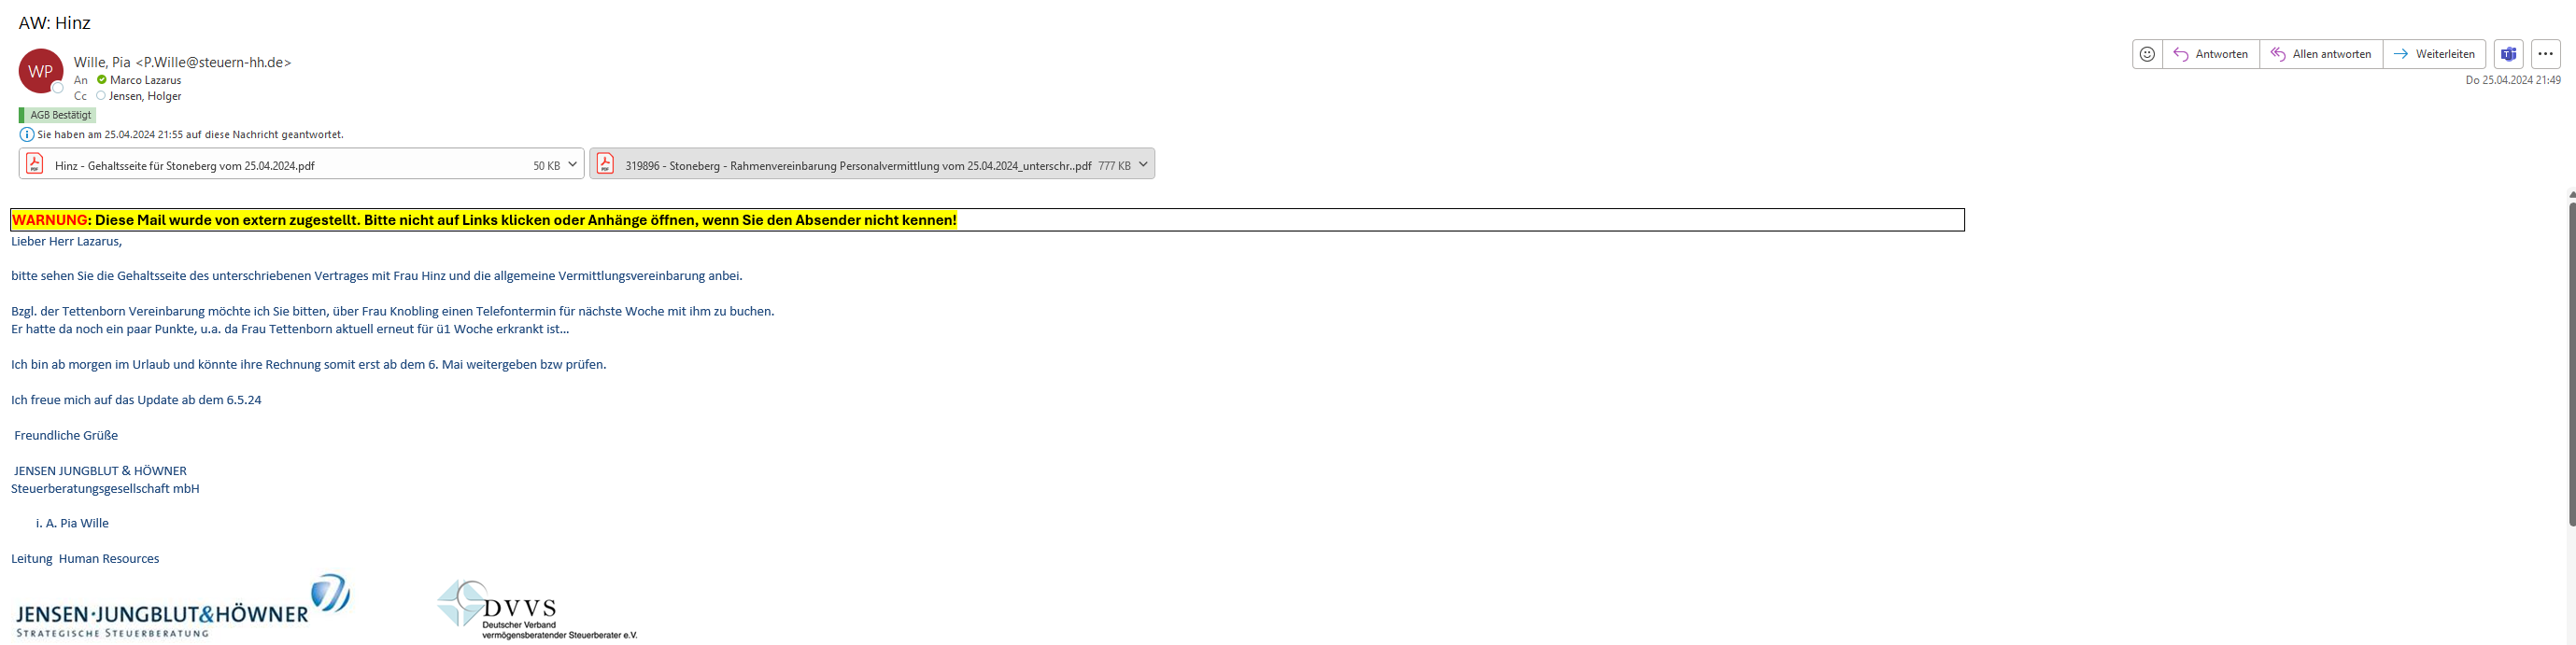 AW: Hinz
WP
Wille, Pia <P.Wille@steuern-hh.de>
An Marco Lazarus
Cc Jensen, Holger
Antworten Allen antworten Weiterleiten
Do 25.04.2024 21:49
AGB Bestätigt
Sie haben am 25.04.2024 21:55 auf diese Nachricht geantwortet.
Hinz - Gehaltsseite für Stoneberg vom 25.04.2024.pdf 50 KB
319896 - Stoneberg - Rahmenvereinbarung Personalvermittlung vom 25.04.2024_unterschr..pdf 777 KB
WARNUNG: Diese Mail wurde von extern zugestellt. Bitte nicht auf Links klicken oder Anhänge öffnen, wenn Sie den Absender nicht kennen!
Lieber Herr Lazarus,
bitte sehen Sie die Gehaltsseite des unterschriebenen Vertrages mit Frau Hinz und die allgemeine Vermittlungsvereinbarung anbei.
Bzgl. der Tettenborn Vereinbarung möchte ich Sie bitten, über Frau Knobling einen Telefontermin für nächste Woche mit ihm zu buchen.
Er hatte da noch ein paar Punkte, u.a. da Frau Tettenborn aktuell erneut für ü1 Woche erkrankt ist...
Ich bin ab morgen im Urlaub und könnte ihre Rechnung somit erst ab dem 6. Mai weitergeben bzw prüfen.
Ich freue mich auf das Update ab dem 6.5.24
Freundliche Grüße
JENSEN JUNGBLUT & HÖWNER
Steuerberatungsgesellschaft mbH
i. A. Pia Wille
Leitung Human Resources
JENSEN·JUNGBLUT&HÖWNER
STRATEGISCHE STEUERBERATUNG
DVVS
Deutscher Verband
vermögensberatender Steuerberater e.V.